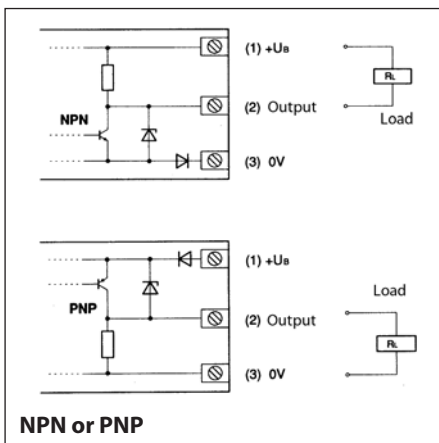 (1) +UB
RL
NPN
(2) Output
Load
(3) 0V
(1) +UB
Load
PNP
(2) Output
RL
(3) 0V
NPN or PNP